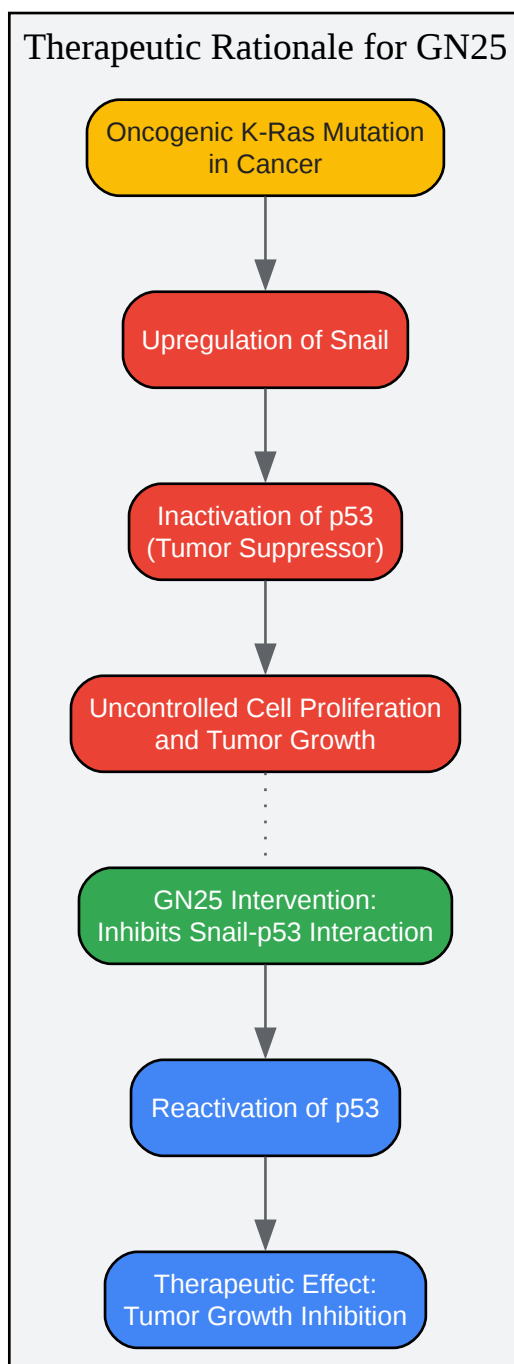 Therapeutic Rationale for GN25
Oncogenic K-Ras Mutation
in Cancer
Upregulation of Snail
Inactivation of p53
(Tumor Suppressor)
Uncontrolled Cell Proliferation
and Tumor Growth
GN25 Intervention:
Inhibits Snail-p53 Interaction
Reactivation of p53
Therapeutic Effect:
Tumor Growth Inhibition